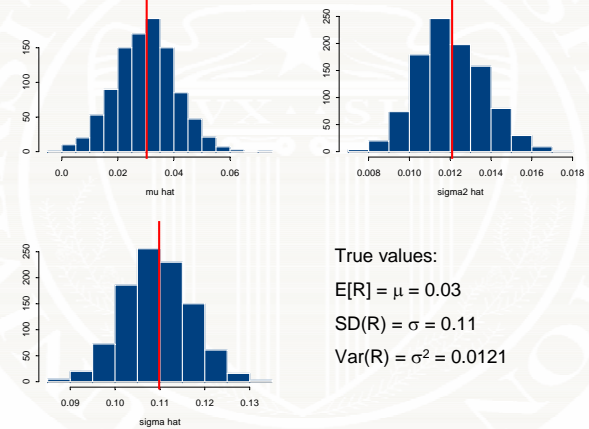 150
100
50
0
0.0 0.02 0.04 0.06
mu hat
250
200
150
100
50
0
0.008 0.010 0.012 0.014 0.016 0.018
sigma2 hat
250
200
150
100
50
0
0.09 0.10 0.11 0.12 0.13
sigma hat
True values:
E[R] = μ = 0.03
SD(R) = σ = 0.11
Var(R) = σ² = 0.0121